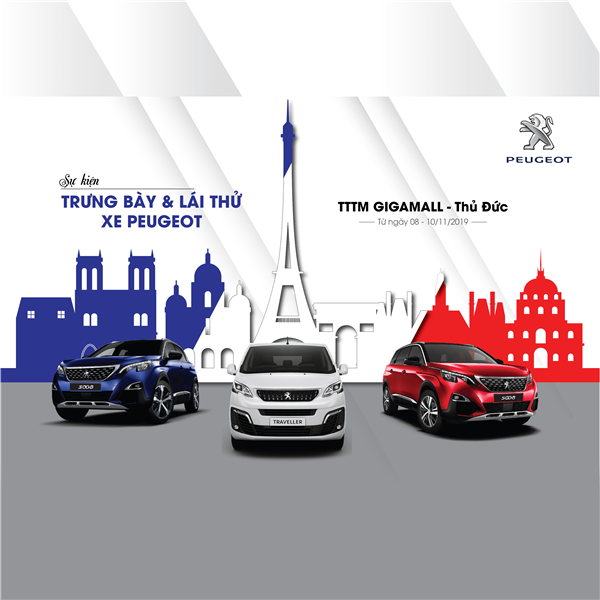 Sự kiện
TRƯNG BÀY & LÁI THỬ
XE PEUGEOT
PEUGEOT
TTTM GIGAMALL - Thủ Đức
Từ ngày 08 - 10/11/2019
3008
TRAVELLER
5008